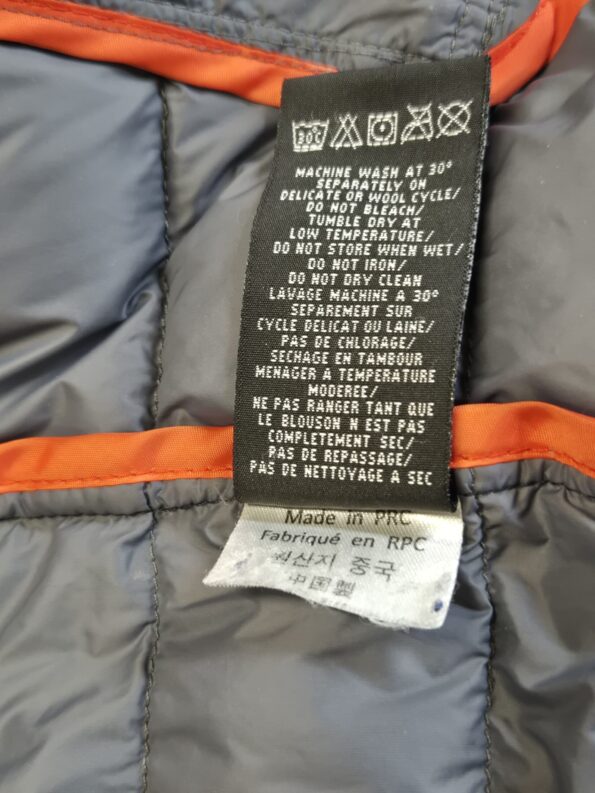 30°C
MACHINE WASH AT 30°
SEPARATELY ON
DELICATE OR WOOL CYCLE/
DO NOT BLEACH/
TUMBLE DRY AT
LOW TEMPERATURE/
DO NOT STORE WHEN WET/
DO NOT IRON/
DO NOT DRY CLEAN
LAVAGE MACHINE A 30°
SEPAREMENT SUR
CYCLE DELICAT OU LAINE/
PAS DE CHLORAGE/
SECHAGE EN TAMBOUR
MENAGER A TEMPERATURE
MODEREE/
NE PAS RANGER TANT QUE
LE BLOUSON N EST PAS
COMPLETEMENT SEC/
PAS DE REPASSAGE/
PAS DE NETTOYAGE A SEC
Made in PRC
Fabriqué en RPC
원산지 중국
中国製